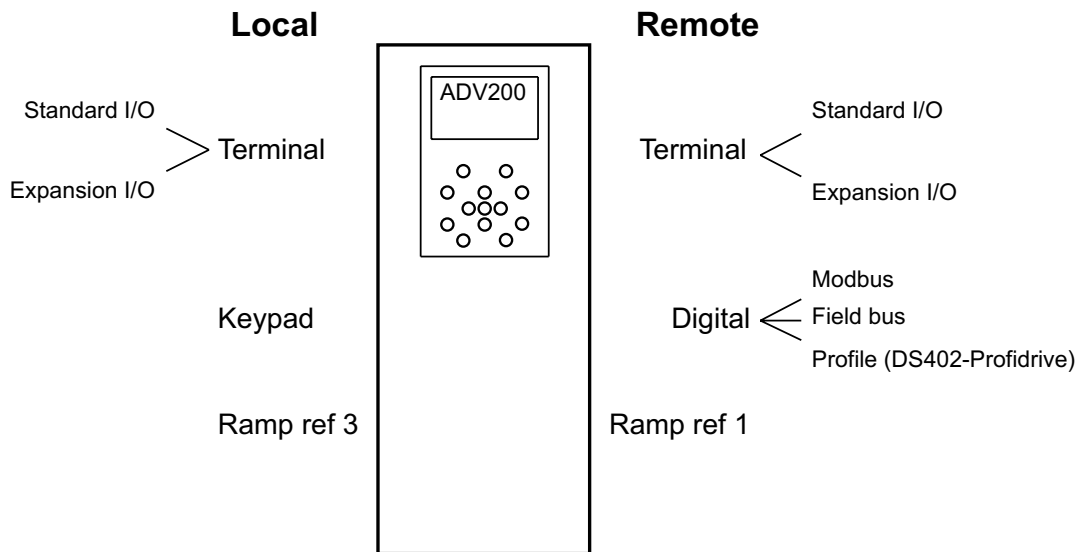 Local
Remote
ADV200
Standard I/O
Terminal
Expansion I/O
Terminal
Standard I/O
Expansion I/O
Keypad
Digital
Modbus
Field bus
Profile (DS402-Profidrive)
Ramp ref 3
Ramp ref 1